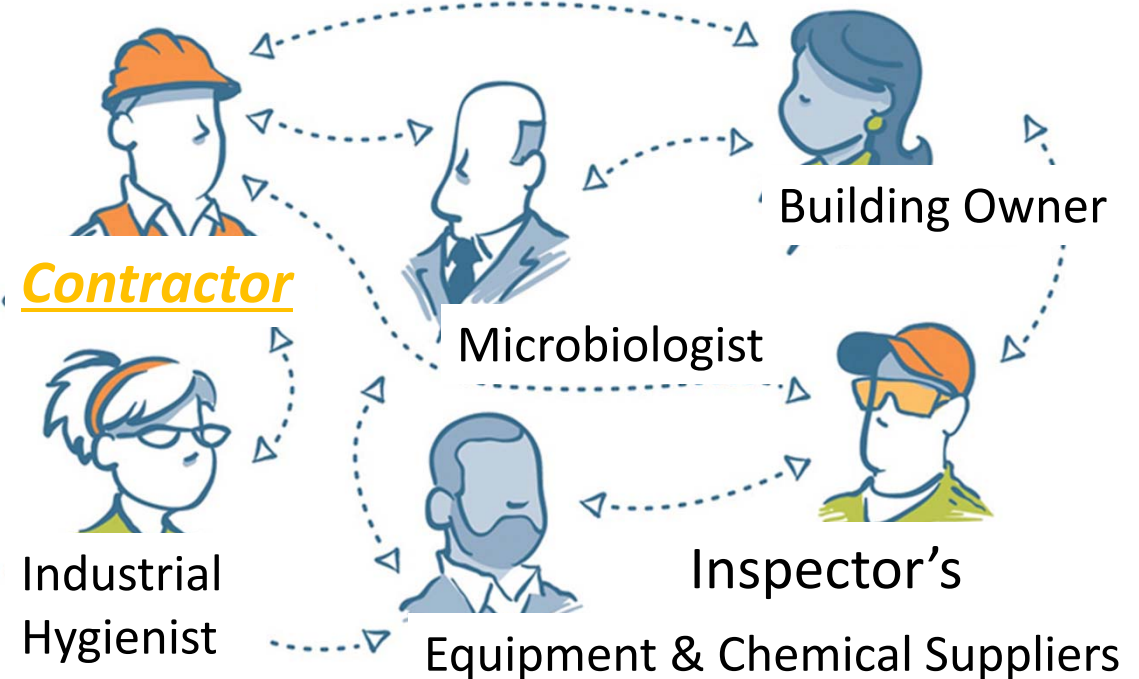 Building Owner
Contractor
Microbiologist
Inspector’s
Industrial
Hygienist
Equipment & Chemical Suppliers